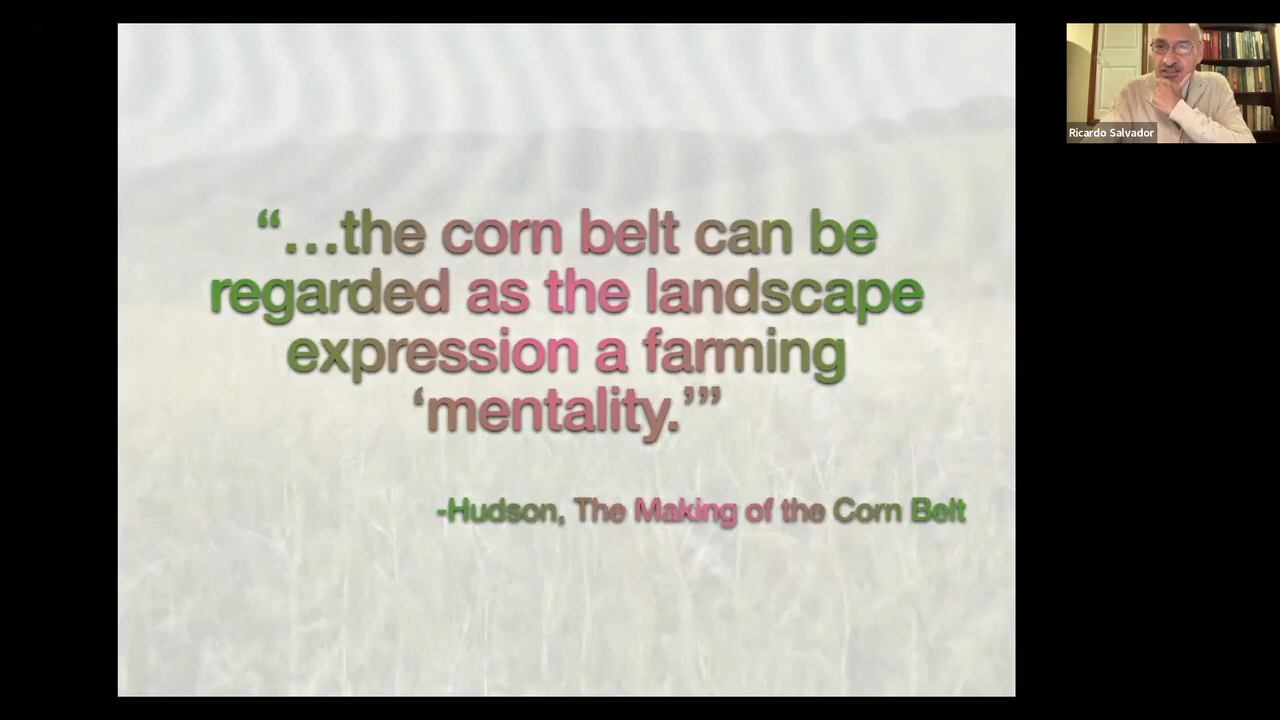 “…the corn belt can be
regarded as the landscape
expression a farming
‘mentality.’”
-Hudson, The Making of the Corn Belt
Ricardo Salvador